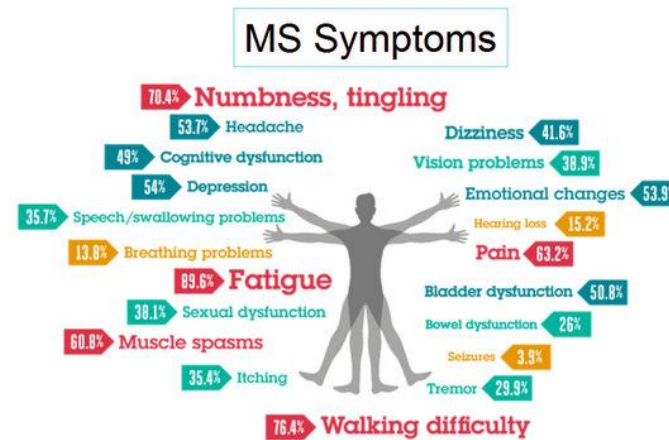 MS Symptoms
70.4% Numbness, tingling
53.7% Headache
49% Cognitive dysfunction
54% Depression
35.7% Speech/swallowing problems
13.8% Breathing problems
89.6% Fatigue
38.1% Sexual dysfunction
60.8% Muscle spasms
35.4% Itching
Dizziness 41.6%
Vision problems 38.9%
Emotional changes 53.9
Hearing loss 15.2%
Pain 63.2%
Bladder dysfunction 50.8%
Bowel dysfunction 26%
Seizures 3.9%
Tremor 29.9%
76.4% Walking difficulty